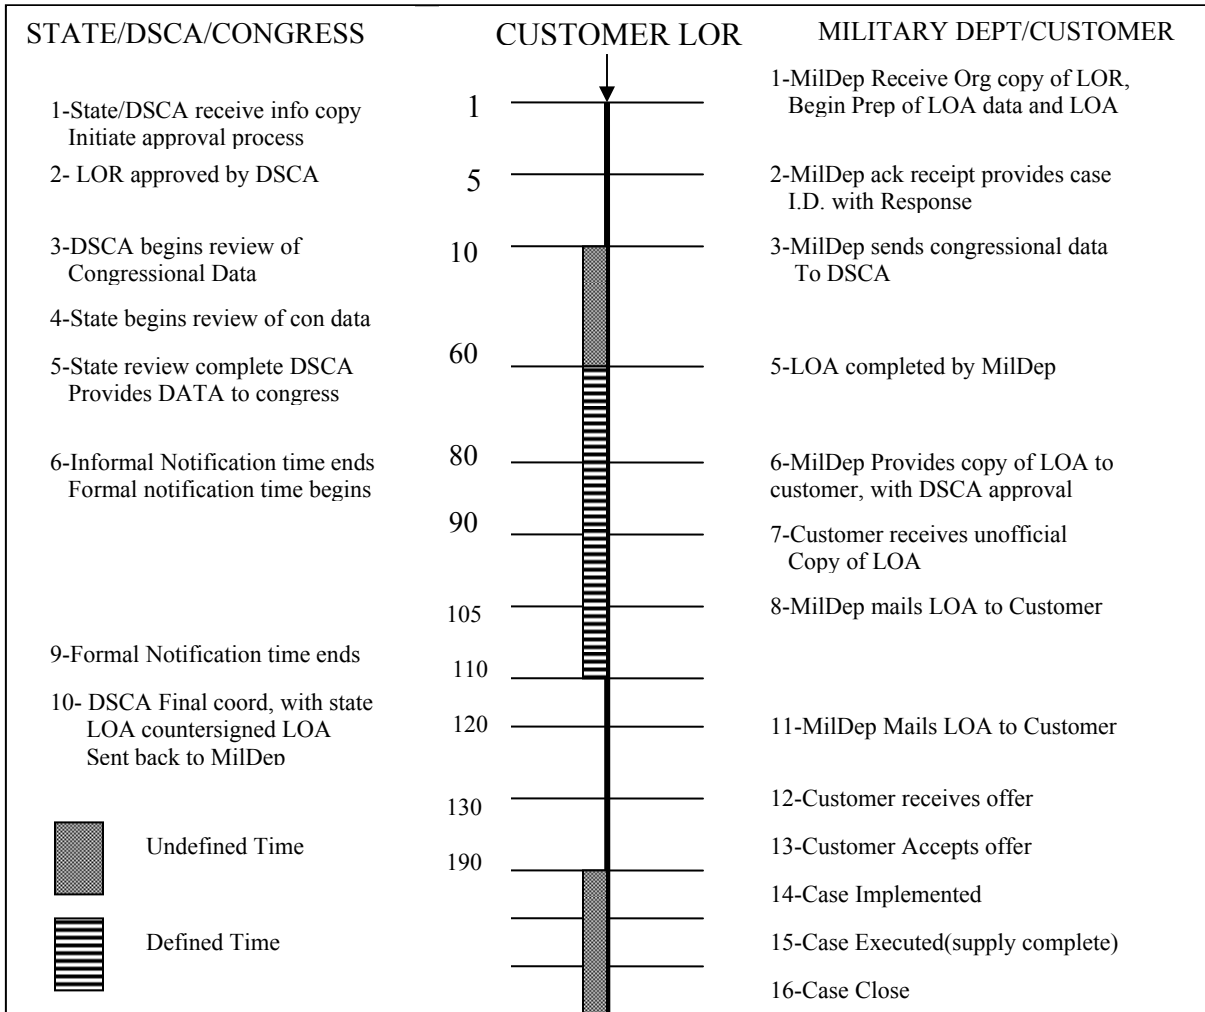 STATE/DSCA/CONGRESS
1-State/DSCA receive info copy
Initiate approval process
2- LOR approved by DSCA
3-DSCA begins review of
Congressional Data
4-State begins review of con data
5-State review complete DSCA
Provides DATA to congress
6-Informal Notification time ends
Formal notification time begins
9-Formal Notification time ends
10- DSCA Final coord, with state
LOA countersigned LOA
Sent back to MilDep
Undefined Time
Defined Time
CUSTOMER LOR
1
5
10
60
80
90
105
110
120
130
190
MILITARY DEPT/CUSTOMER
1-MilDep Receive Org copy of LOR,
Begin Prep of LOA data and LOA
2-MilDep ack receipt provides case
I.D. with Response
3-MilDep sends congressional data
To DSCA
5-LOA completed by MilDep
6-MilDep Provides copy of LOA to
customer, with DSCA approval
7-Customer receives unofficial
Copy of LOA
8-MilDep mails LOA to Customer
11-MilDep Mails LOA to Customer
12-Customer receives offer
13-Customer Accepts offer
14-Case Implemented
15-Case Executed(supply complete)
16-Case Close